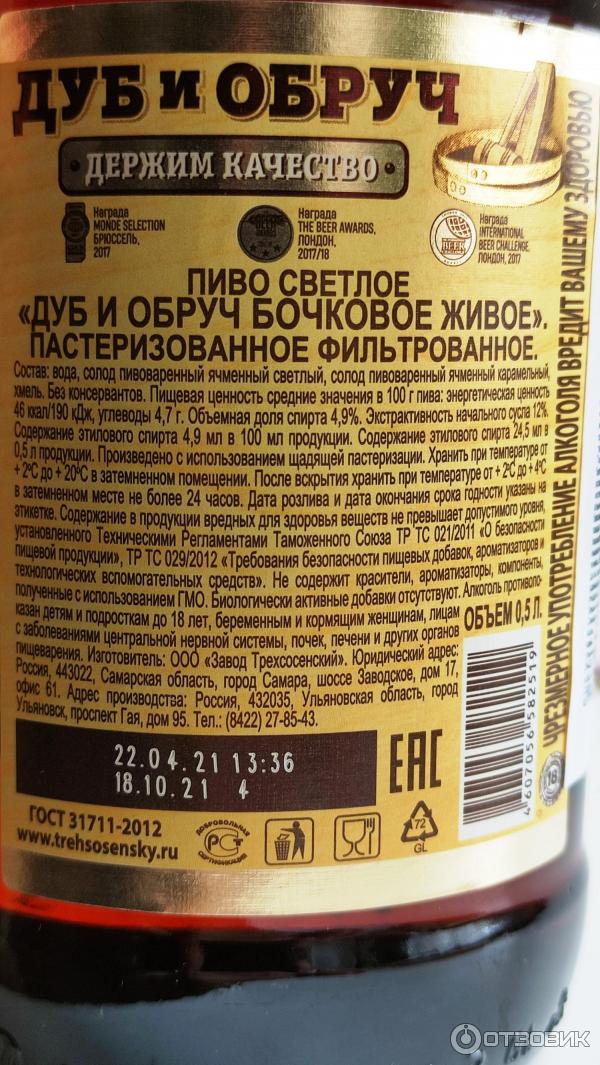 ДУБ И ОБРУЧ
ДЕРЖИМ КАЧЕСТВО
Награда
MONDE SELECTION
БРЮССЕЛЬ,
2017
Награда
THE BEER AWARDS,
ЛОНДОН,
2017/18
Награда
INTERNATIONAL
BEER CHALLENGE,
ЛОНДОН, 2017
ПИВО СВЕТЛОЕ
«ДУБ И ОБРУЧ БОЧКОВОЕ ЖИВОЕ».
ПАСТЕРИЗОВАННОЕ ФИЛЬТРОВАННОЕ.
Состав: вода, солод пивоваренный ячменный светлый, солод пивоваренный ячменный карамельный,
хмель. Без консервантов. Пищевая ценность средние значения в 100 г пива: энергетическая ценность
46 ккал/190 кДж, углеводы 4,7 г. Объемная доля спирта 4,9%. Экстрактивность начального сусла 12%.
Содержание этилового спирта 4,9 мл в 100 мл продукции. Содержание этилового спирта 24,5 мл в
0,5 л продукции. Произведено с использованием щадящей пастеризации. Хранить при температуре от
+ 2°C до + 20°C в затемненном помещении. После вскрытия хранить при температуре от + 2°C до + 4°C
в затемненном месте не более 24 часов. Дата розлива и дата окончания срока годности указаны на
этикетке. Содержание в продукции вредных для здоровья веществ не превышает допустимого уровня,
установленного Техническими Регламентами Таможенного Союза ТР ТС 021/2011 «О безопасности
пищевой продукции», ТР ТС 029/2012 «Требования безопасности пищевых добавок, ароматизаторов и
технологических вспомогательных средств». Не содержит красители, ароматизаторы, компоненты,
полученные с использованием ГМО. Биологически активные добавки отсутствуют. Алкоголь противопо-
казан детям и подросткам до 18 лет, беременным и кормящим женщинам, лицам
с заболеваниями центральной нервной системы, почек, печени и других органов
пищеварения. Изготовитель: ООО «Завод Трехсосенский». Юридический адрес:
Россия, 443022, Самарская область, город Самара, шоссе Заводское, дом 17,
офис 61. Адрес производства: Россия, 432035, Ульяновская область, город
Ульяновск, проспект Гая, дом 95. Тел.: (8422) 27-85-43.
ОБЪЕМ 0,5 Л.
ЧРЕЗМЕРНОЕ УПОТРЕБЛЕНИЕ АЛКОГОЛЯ ВРЕДИТ ВАШЕМУ ЗДОРОВЬЮ
22.04.21 13:36
18.10.21 4
EAC
4 607056 582519
18
ГОСТ 31711-2012
www.trehsosensky.ru
ДОБРОВОЛЬНАЯ
СЕРТИФИКАЦИЯ
72
GL
ОТЗОВИК